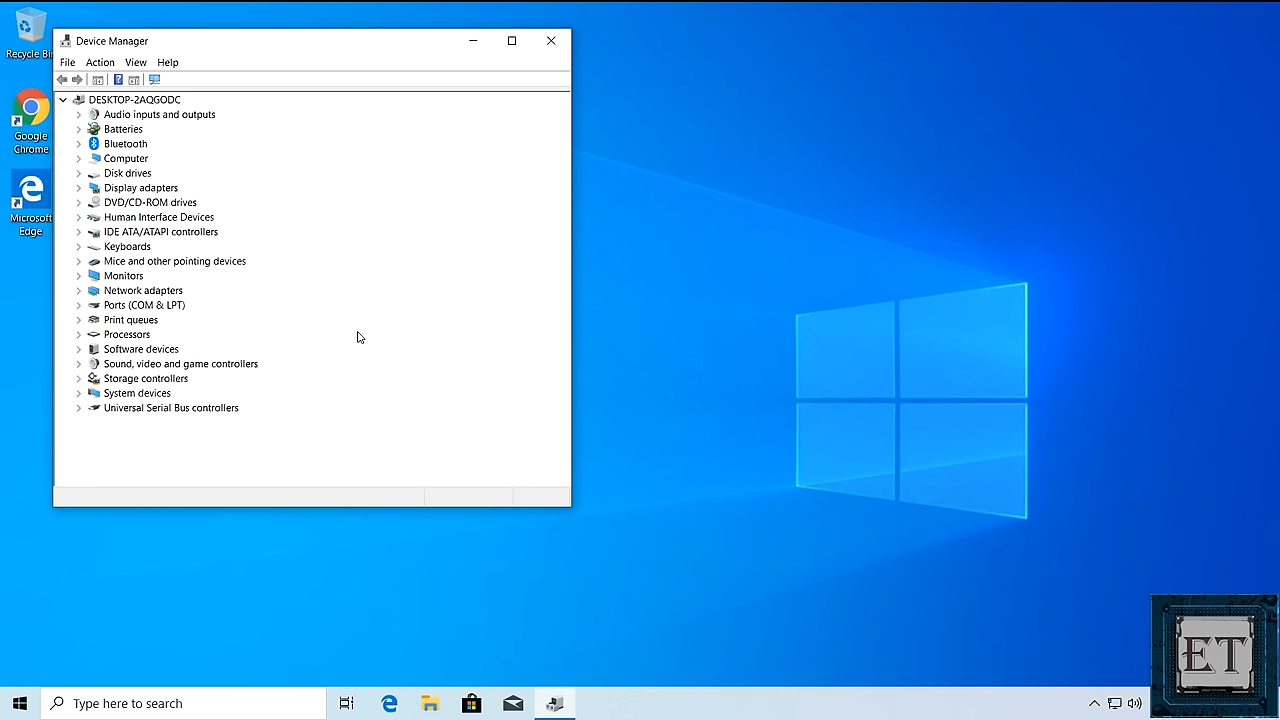 Recycle Bin
Google
Chrome
Microsoft
Edge
Device Manager
File Action View Help
DESKTOP-2AQGODC
Audio inputs and outputs
Batteries
Bluetooth
Computer
Disk drives
Display adapters
DVD/CD-ROM drives
Human Interface Devices
IDE ATA/ATAPI controllers
Keyboards
Mice and other pointing devices
Monitors
Network adapters
Ports (COM & LPT)
Print queues
Processors
Software devices
Sound, video and game controllers
Storage controllers
System devices
Universal Serial Bus controllers
ET
Type here to search